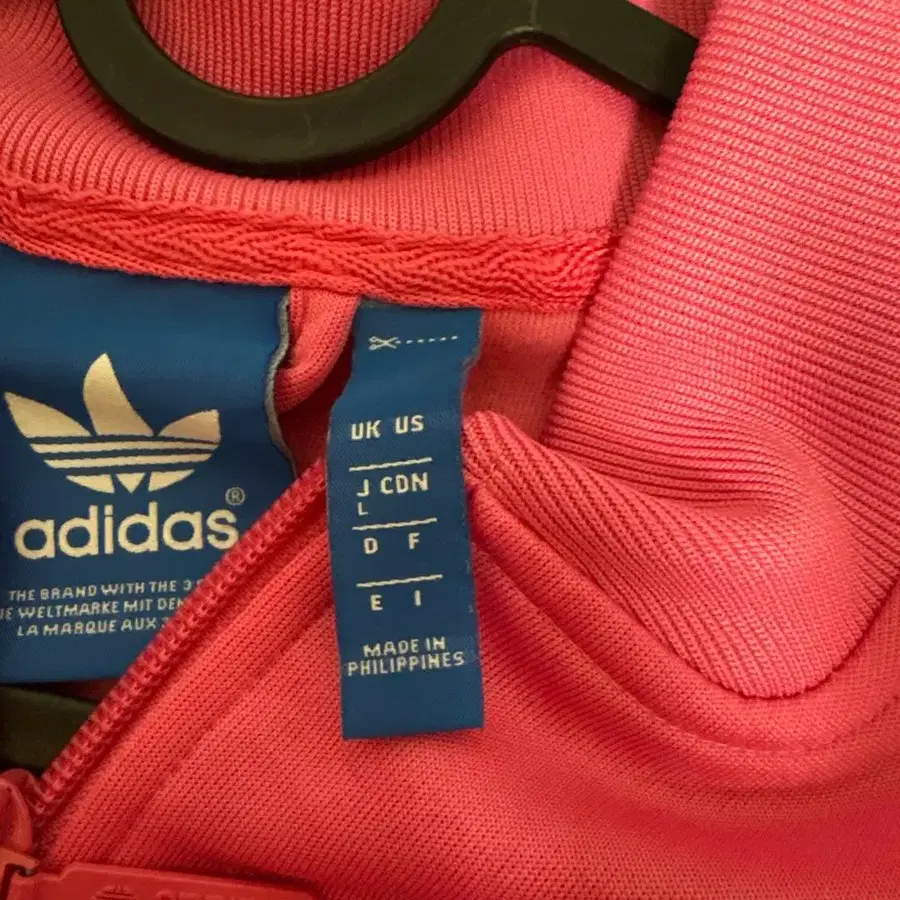 adidas®
THE BRAND WITH THE 3
WELTMARKE MIT DEN
LA MARQUE AUX 3
UK US
J CDN
L
D F
E I
MADE IN
PHILIPPINES